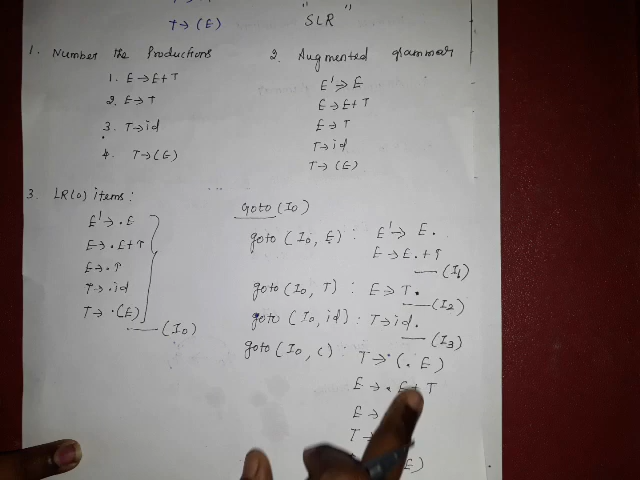 T→(E)
"SLR"
1. Number the Productions
1. E→E+T
2. E→T
3. T→id
4. T→(E)
2. Augmented grammar
E'→E
E→E+T
E→T
T→id
T→(E)
3. LR(0) items:
E'→.E
E→.E+T
E→.T
T→.id
T→.(E)
—(I0)
Goto(I0)
goto(I0, E): E'→E.
E→E.+T
—(I1)
goto(I0, T): E→T.
—(I2)
goto(I0, id): T→id.
—(I3)
goto(I0, C): T→(.E)
E→.E+T
E→
T→
E)